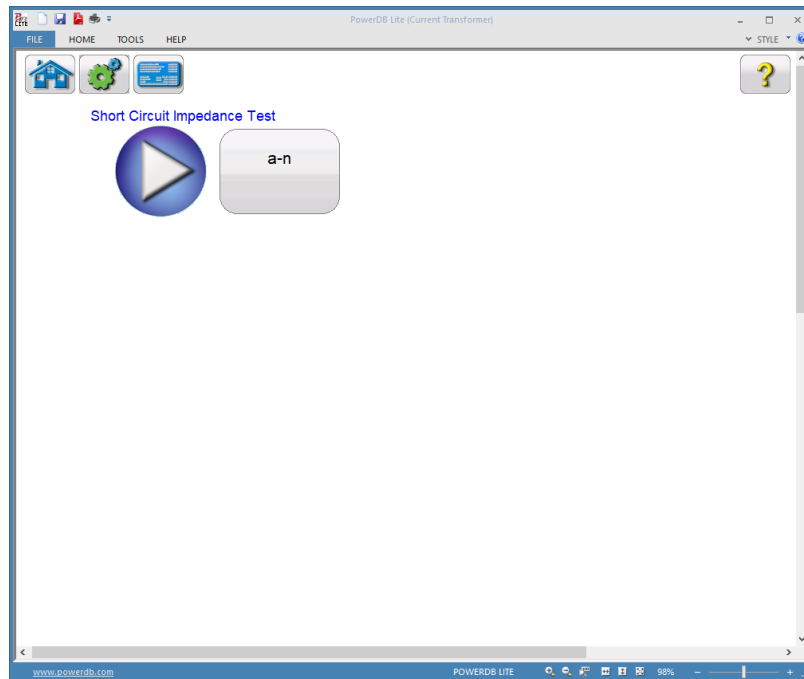 PowerDB Lite (Current Transformer)
FILE HOME TOOLS HELP
STYLE
?
Short Circuit Impedance Test
a-n
www.powerdb.com
POWERDB LITE
98%